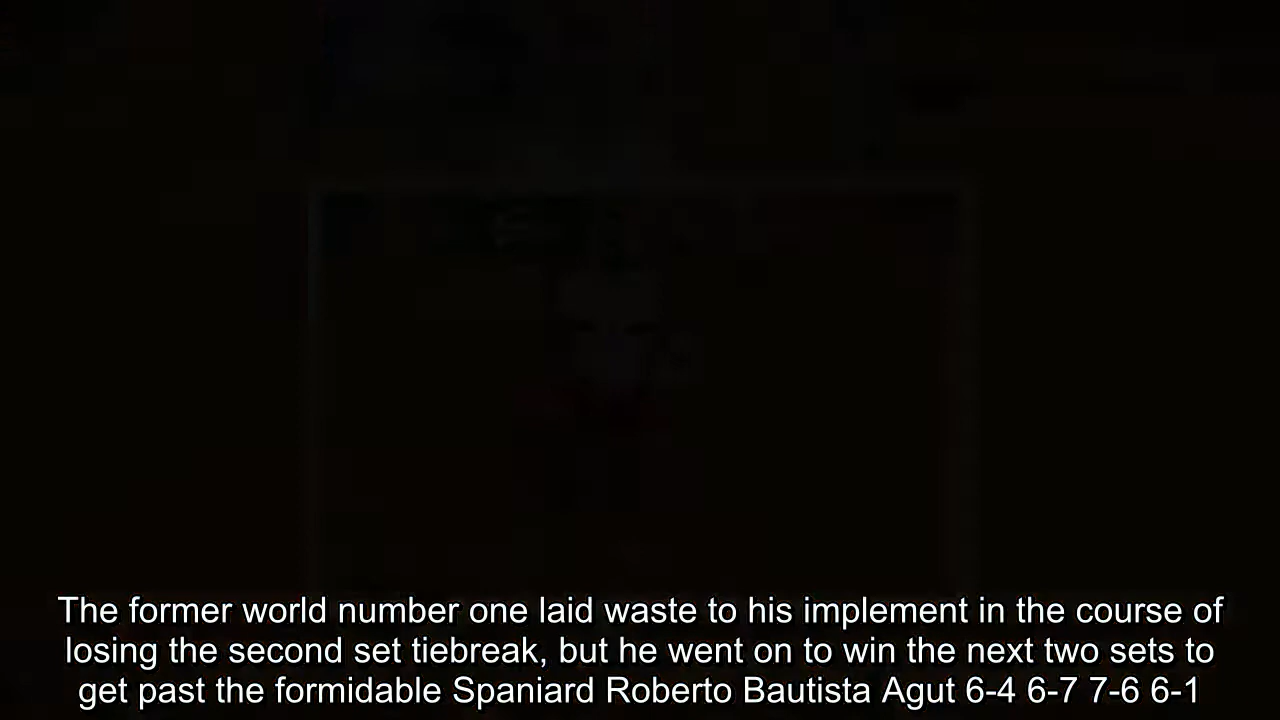 The former world number one laid waste to his implement in the course of
losing the second set tiebreak, but he went on to win the next two sets to
get past the formidable Spaniard Roberto Bautista Agut 6-4 6-7 7-6 6-1